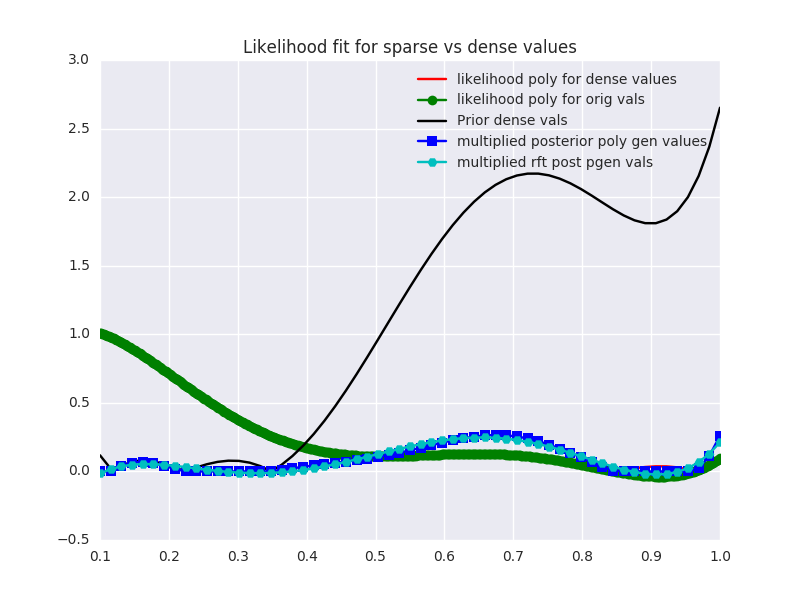 Likelihood fit for sparse vs dense values
3.0
2.5
2.0
1.5
1.0
0.5
0.0
−0.5
likelihood poly for dense values
likelihood poly for orig vals
Prior dense vals
multiplied posterior poly gen values
multiplied rft post pgen vals
0.1 0.2 0.3 0.4 0.5 0.6 0.7 0.8 0.9 1.0